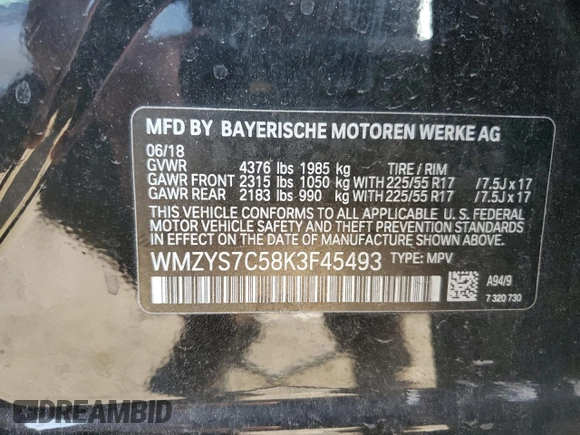 MFD BY BAYERISCHE MOTOREN WERKE AG
06/18
GVWR 4376 lbs 1985 kg TIRE / RIM
GAWR FRONT 2315 lbs 1050 kg WITH 225/55 R17 /7.5J x 17
GAWR REAR 2183 lbs 990 kg WITH 225/55 R17 /7.5J x 17
THIS VEHICLE CONFORMS TO ALL APPLICABLE U. S. FEDERAL
MOTOR VEHICLE SAFETY AND THEFT PREVENTION STANDARDS
IN EFFECT ON THE DATE OF MANUFACTURE SHOWN ABOVE.
WMZYS7C58K3F45493 TYPE: MPV
A94/9
7 320 730
DREAMBID